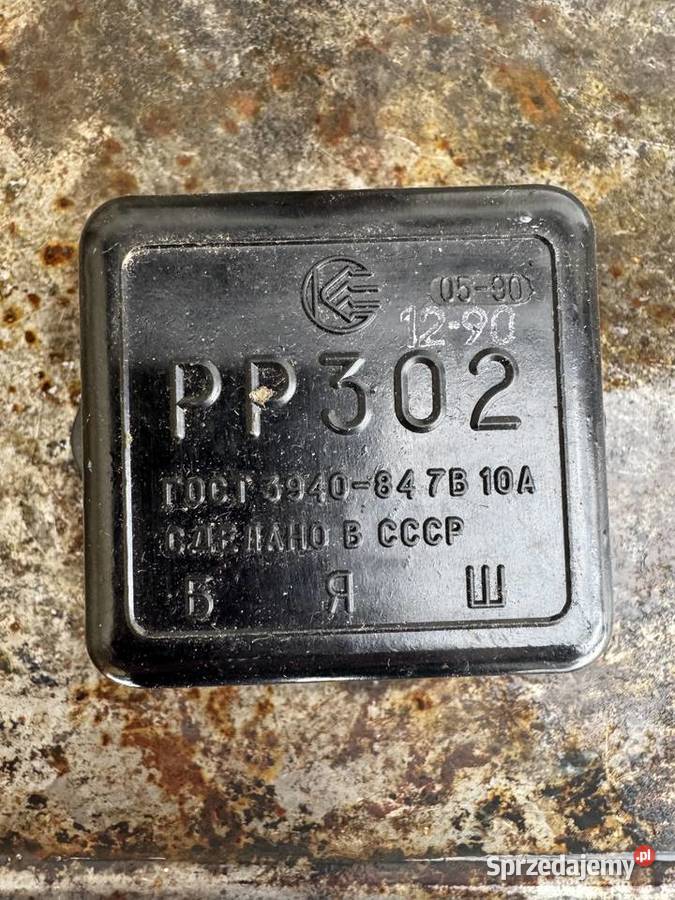 05-90
12-90
РР302
ГОСТ 3940-84 7В 10А
СДЕЛАНО В СССР
Б Я Ш
Sprzedajemy.pl